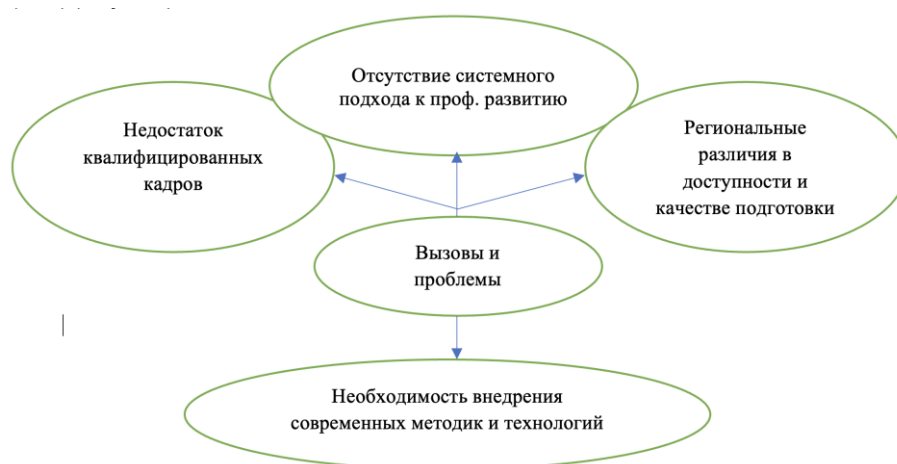 Отсутствие системного
подхода к проф. развитию
Недостаток
квалифицированных
кадров
Региональные
различия в
доступности и
качестве подготовки
Вызовы и
проблемы
Необходимость внедрения
современных методик и технологий